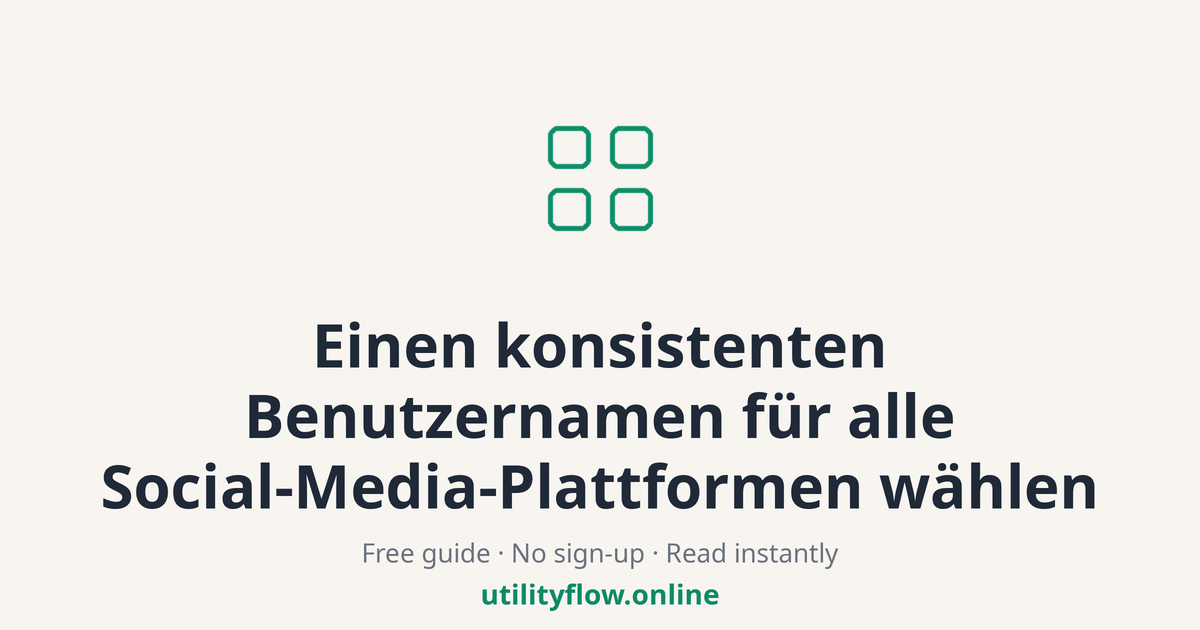 Einen konsistenten
Benutzernamen für alle
Social-Media-Plattformen wählen
Free guide · No sign-up · Read instantly
utilityflow.online